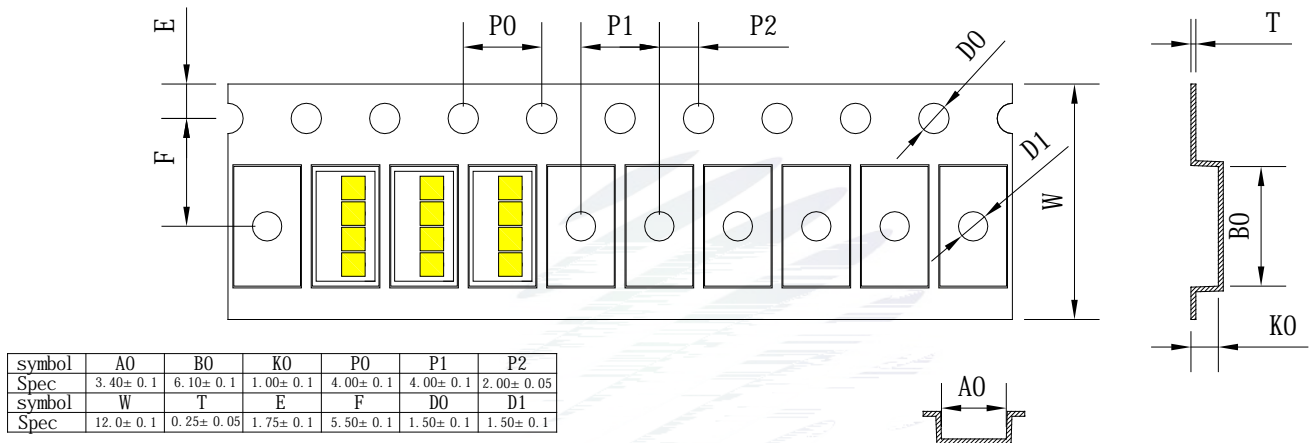 E
P0
P1
P2
D0
T
F
D1
W
B0
K0
A0
symbol A0 B0 K0 P0 P1 P2
Spec 3.40± 0.1 6.10± 0.1 1.00± 0.1 4.00± 0.1 4.00± 0.1 2.00± 0.05
symbol W T E F D0 D1
Spec 12.0± 0.1 0.25± 0.05 1.75± 0.1 5.50± 0.1 1.50± 0.1 1.50± 0.1